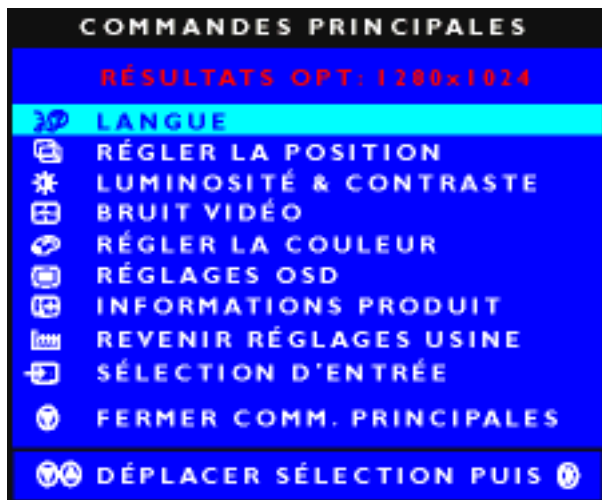 COMMANDES PRINCIPALES
RÉSULTATS OPT: 1280x1024
LANGUE
RÉGLER LA POSITION
LUMINOSITÉ & CONTRASTE
BRUIT VIDÉO
RÉGLER LA COULEUR
RÉGLAGES OSD
INFORMATIONS PRODUIT
REVENIR RÉGLAGES USINE
SÉLECTION D'ENTRÉE
FERMER COMM. PRINCIPALES
DÉPLACER SÉLECTION PUIS